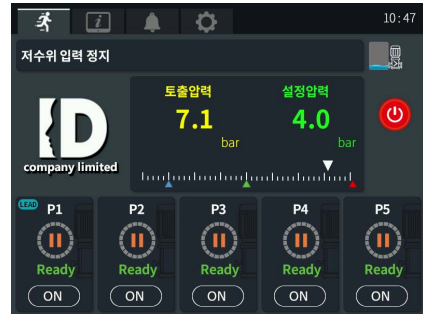 10:47
저수위 입력 정지
토출압력 설정압력
7.1 4.0
bar bar
D
company limited
LEAD P1 P2 P3 P4 P5
Ready Ready Ready Ready Ready
ON ON ON ON ON